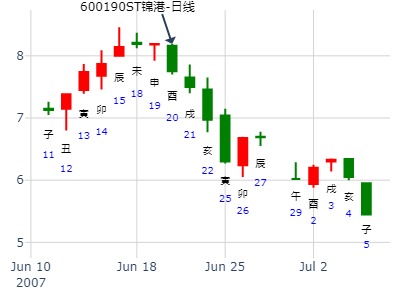 600190ST锦港-日线
8
7
6
5
子
11
丑
12
寅
13
卯
14
辰
15
未
18
申
19
酉
20
戌
21
亥
22
寅
25
卯
26
辰
27
午
29
酉
2
戌
3
亥
4
子
5
Jun 10
2007
Jun 18
Jun 25
Jul 2